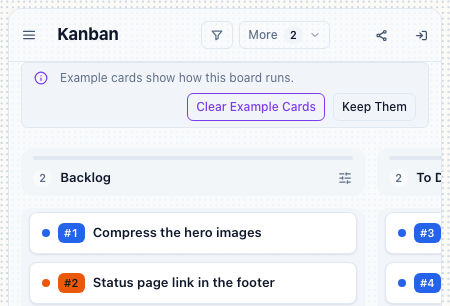 Kanban
More 2
Example cards show how this board runs.
Clear Example Cards Keep Them
2 Backlog
2 To D
#1 Compress the hero images
#3
#2 Status page link in the footer
#4